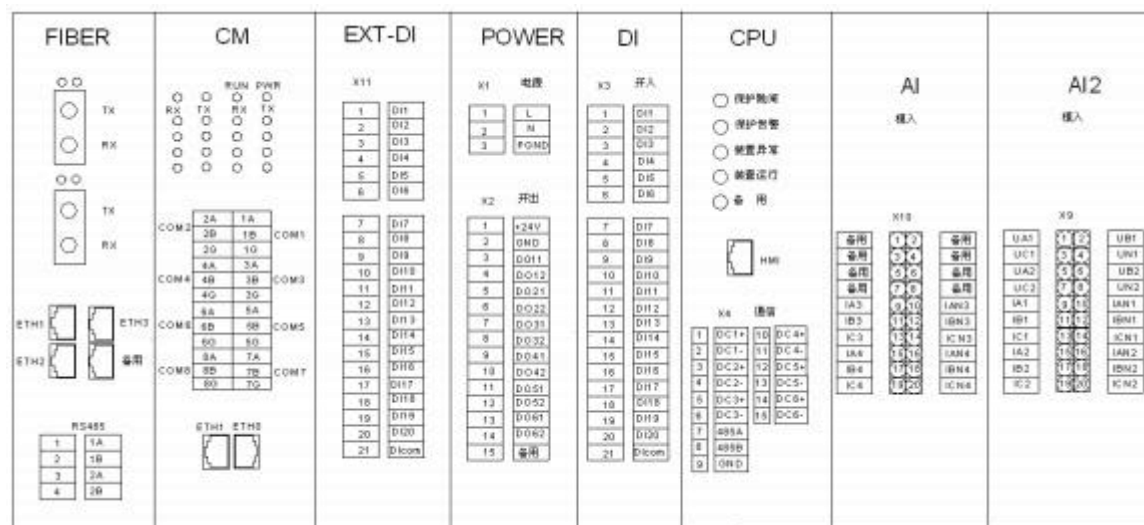 FIBER
TX
RX
TX
RX
ETH1
ETH3
ETH2
备用
RS485
1 1A
2 1B
3 2A
4 2B
CM
RUN PWR
RX TX RX TX
2A 1A
COM2 2B 1B COM1
2G 1G
4A 3A
COM4 4B 3B COM3
4G 3G
6A 5A
COM6 6B 5B COM5
6G 5G
8A 7A
COM8 8B 7B COM7
8G 7G
ETH1 ETH0
EXT-DI
X11
1 DI1
2 DI2
3 DI3
4 DI4
5 DI5
6 DI6
7 DI7
8 DI8
9 DI9
10 DI10
11 DI11
12 DI12
13 DI13
14 DI14
15 DI15
16 DI16
17 DI17
18 DI18
19 DI19
20 DI20
21 DIcom
POWER
X1 电源
1 L
2 N
3 PGND
X2 开出
1 +24V
2 GND
3 DO11
4 DO12
5 DO21
6 DO22
7 DO31
8 DO32
9 DO41
10 DO42
11 DO51
12 DO52
13 DO61
14 DO62
15 备用
DI
X3 开入
1 DI1
2 DI2
3 DI3
4 DI4
5 DI5
6 DI6
7 DI7
8 DI8
9 DI9
10 DI10
11 DI11
12 DI12
13 DI13
14 DI14
15 DI15
16 DI16
17 DI17
18 DI18
19 DI19
20 DI20
21 DIcom
CPU
保护跳闸
保护告警
装置异常
装置运行
备 用
HMI
X4 通信
1 DC1+ 10 DC4+
2 DC1- 11 DC4-
3 DC2+ 12 DC5+
4 DC2- 13 DC5-
5 DC3+ 14 DC6+
6 DC3- 15 DC6-
7 485A
8 485B
9 GND
AI
模入
X10
备用 1 2 备用
备用 3 4 备用
备用 5 6 备用
备用 7 8 备用
IA3 9 10 IAN3
IB3 11 12 IBN3
IC3 13 14 ICN3
IA4 15 16 IAN4
IB4 17 18 IBN4
IC4 19 20 ICN4
AI2
模入
X9
UA1 1 2 UB1
UC1 3 4 UN1
UA2 5 6 UB2
UC2 7 8 UN2
IA1 9 10 IAN1
IB1 11 12 IBN1
IC1 13 14 ICN1
IA2 15 16 IAN2
IB2 17 18 IBN2
IC2 19 20 ICN2